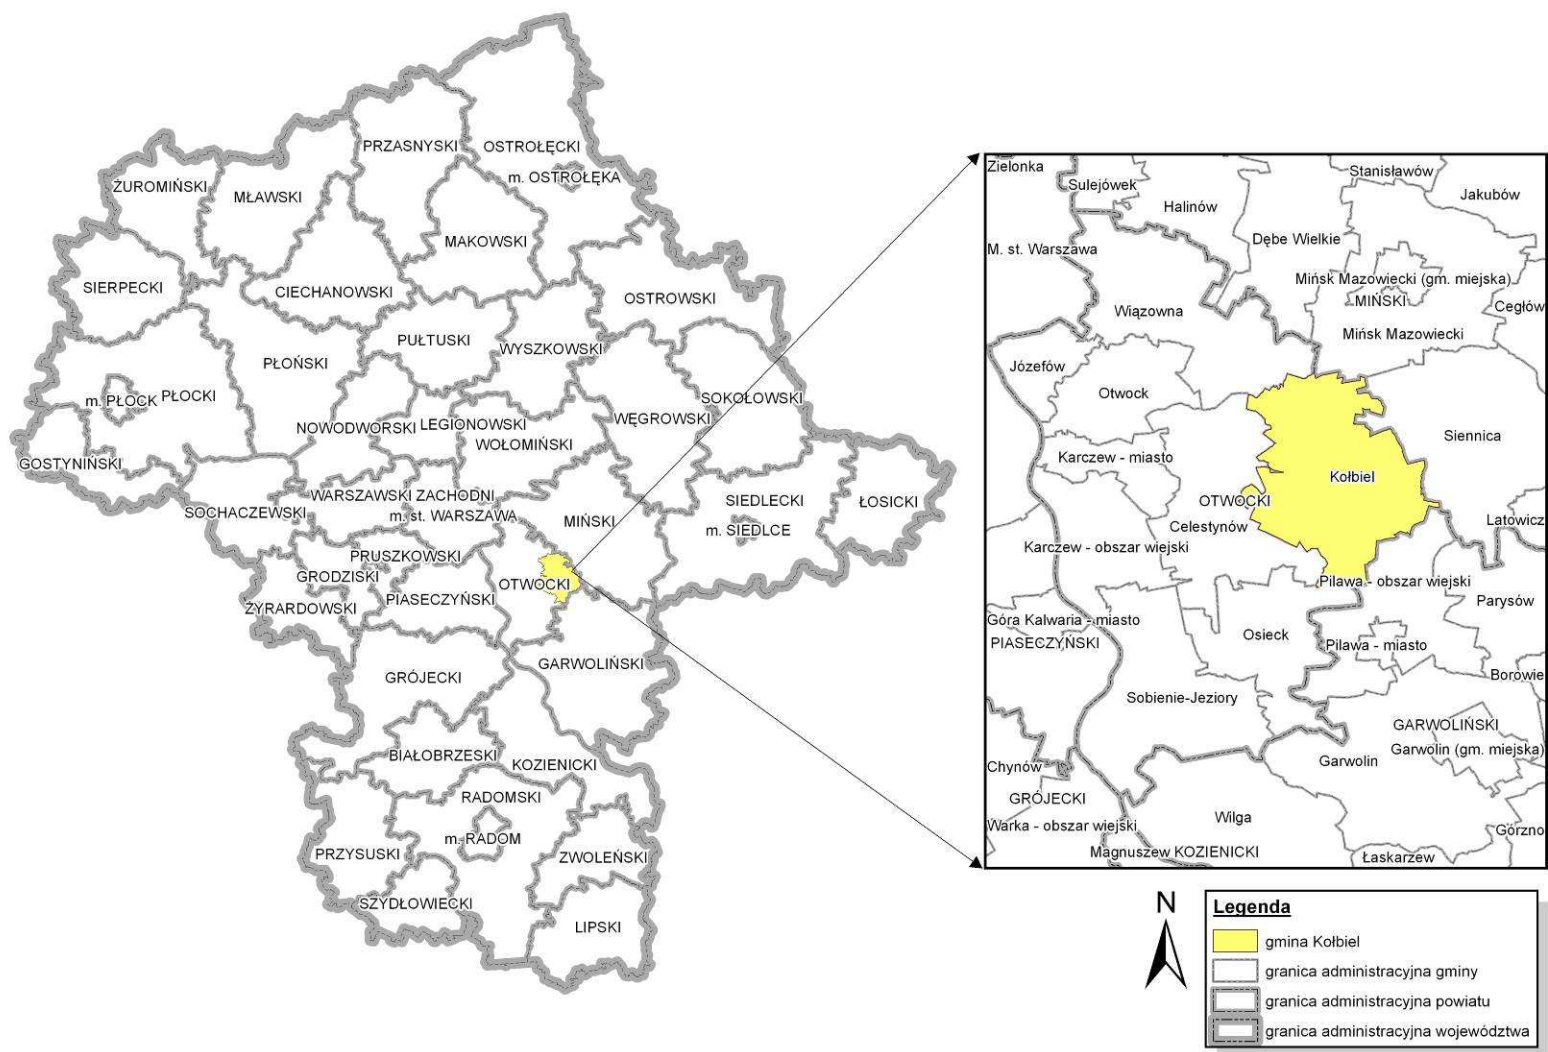 PRZASNYSKI
OSTROŁĘCKI
m. OSTROŁĘKA
ŻUROMIŃSKI
MŁAWSKI
MAKOWSKI
SIERPECKI
CIECHANOWSKI
OSTROWSKI
PUŁTUSKI
WYSZKOWSKI
PŁOŃSKI
m. PŁOCK
PŁOCKI
SOKOŁOWSKI
WĘGROWSKI
NOWODWORSKI
LEGIONOWSKI
WOŁOMIŃSKI
GOSTYNIŃSKI
WARSZAWSKI ZACHODNI
SIEDLECKI
ŁOSICKI
SOCHACZEWSKI
m. st. WARSZAWA
MIŃSKI
m. SIEDLCE
PRUSZKOWSKI
GRODZISKI
OTWOCKI
PIASECZYŃSKI
ŻYRARDOWSKI
GARWOLIŃSKI
GRÓJECKI
BIAŁOBRZESKI
KOZIENICKI
RADOMSKI
m. RADOM
PRZYSUSKI
ZWOLEŃSKI
SZYDŁOWIECKI
LIPSKI
Zielonka
Stanisławów
Sulejówek
Jakubów
Halinów
Dębe Wielkie
M. st. Warszawa
Mińsk Mazowiecki (gm. miejska)
MIŃSKI
Cegłów
Wiązowna
Mińsk Mazowiecki
Józefów
Otwock
Siennica
Karczew - miasto
Kołbiel
OTWOCKI
Celestynów
Latowicz
Karczew - obszar wiejski
Pilawa - obszar wiejski
Parysów
Góra Kalwaria - miasto
PIASECZYŃSKI
Osieck
Pilawa - miasto
Borowie
Sobienie-Jeziory
GARWOLIŃSKI
Garwolin (gm. miejska)
Garwolin
Chynów
GRÓJECKI
Wilga
Warka - obszar wiejski
Górzno
Magnuszew KOZIENICKI
Łaskarzew
N
Legenda
gmina Kołbiel
granica administracyjna gminy
granica administracyjna powiatu
granica administracyjna województwa